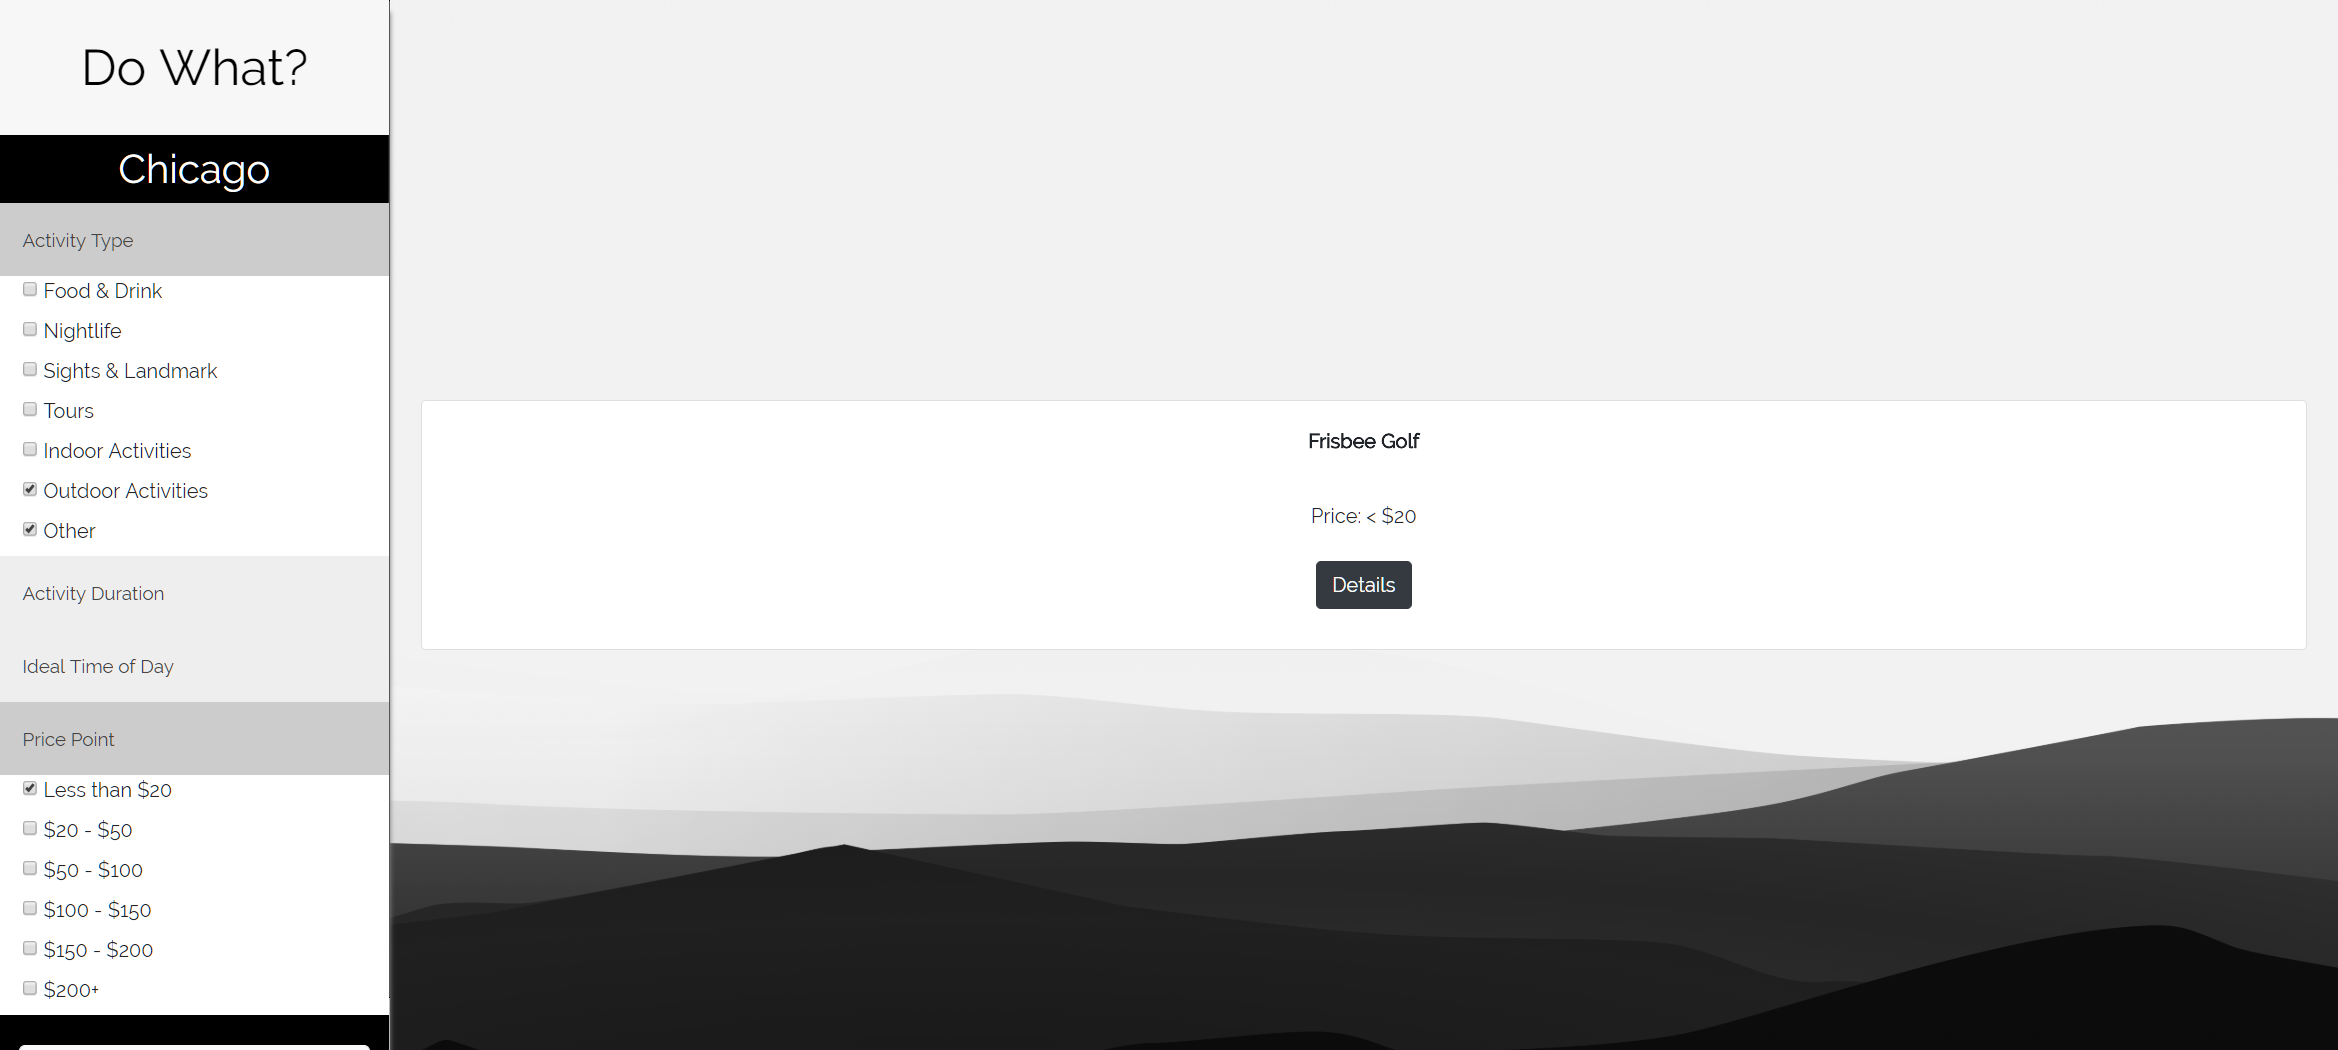 Do What?
Chicago
Activity Type
Food & Drink
Nightlife
Sights & Landmark
Tours
Indoor Activities
Outdoor Activities
Other
Activity Duration
Ideal Time of Day
Price Point
Less than $20
$20 - $50
$50 - $100
$100 - $150
$150 - $200
$200+
Frisbee Golf
Price: < $20
Details